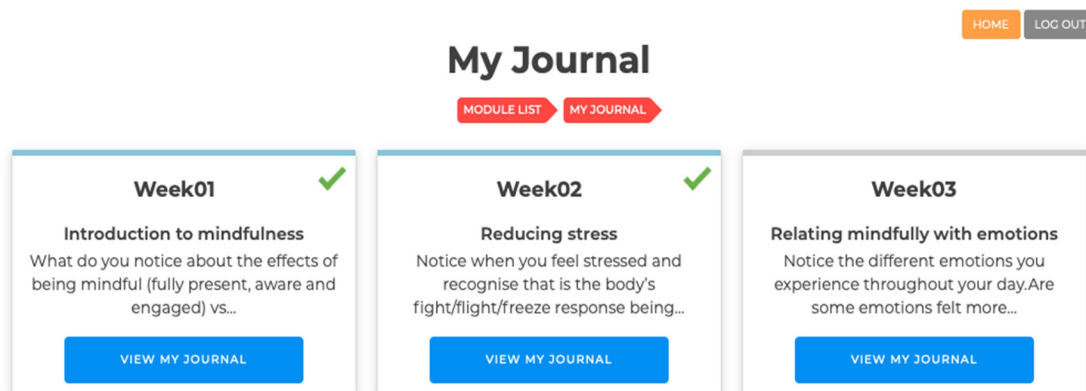 HOME LOG OUT
My Journal
MODULE LIST MY JOURNAL
Week01
Introduction to mindfulness
What do you notice about the effects of
being mindful (fully present, aware and
engaged) vs...
VIEW MY JOURNAL
Week02
Reducing stress
Notice when you feel stressed and
recognise that is the body's
fight/flight/freeze response being...
VIEW MY JOURNAL
Week03
Relating mindfully with emotions
Notice the different emotions you
experience throughout your day.Are
some emotions felt more...
VIEW MY JOURNAL